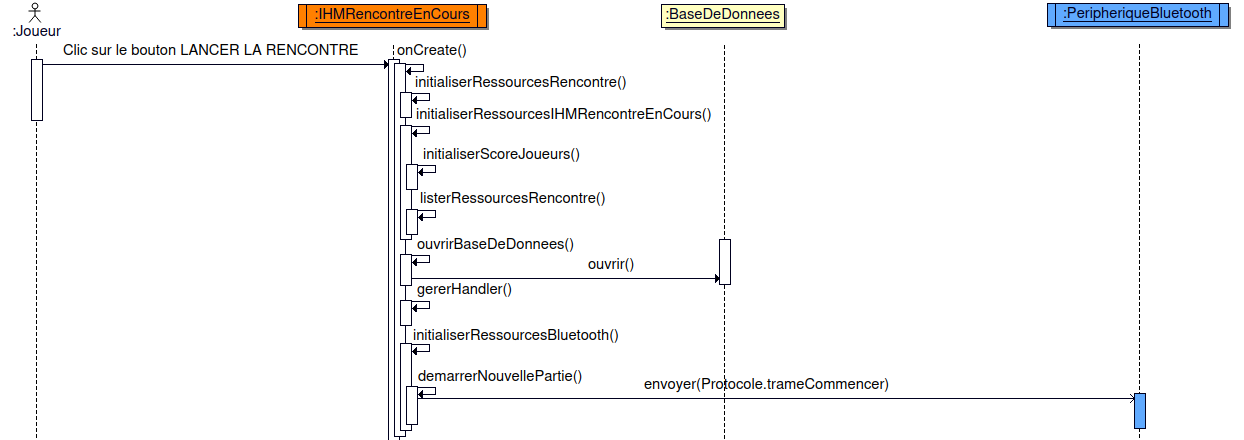 :IHMRencontreEnCours
:BaseDeDonnees
:PeripheriqueBluetooth
:Joueur
Clic sur le bouton LANCER LA RENCONTRE
onCreate()
initialiserRessourcesRencontre()
initialiserRessourcesIHMRencontreEnCours()
initialiserScoreJoueurs()
listerRessourcesRencontre()
ouvrirBaseDeDonnees()
ouvrir()
gererHandler()
initialiserRessourcesBluetooth()
demarrerNouvellePartie()
envoyer(Protocole.trameCommencer)